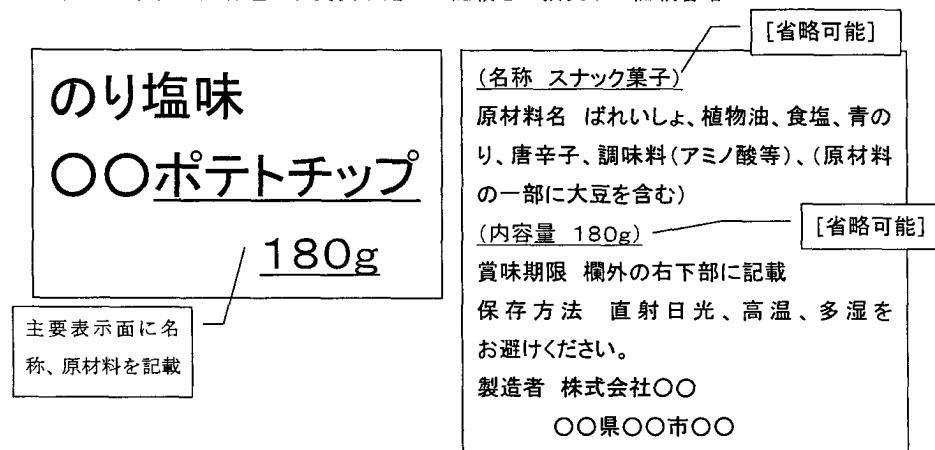 [省略可能]
のり塩味
〇〇ポテトチップ
180g
主要表示面に名
称、原材料を記載
(名称 スナック菓子)
原材料名 ばれいしょ、植物油、食塩、青の
り、唐辛子、調味料(アミノ酸等)、(原材料
の一部に大豆を含む)
(内容量 180g)
[省略可能]
賞味期限 欄外の右下部に記載
保存方法 直射日光、高温、多湿を
お避けください。
製造者 株式会社〇〇
〇〇県〇〇市〇〇